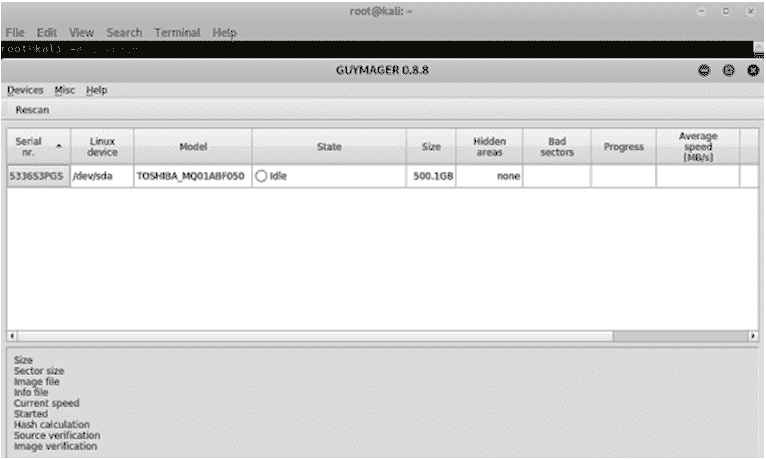 root@kali: ~
File Edit View Search Terminal Help
GUYMAGER 0.8.8
Devices Misc Help
Rescan
Serial nr. Linux device Model State Size Hidden areas Bad sectors Progress Average speed [MB/s]
5336S3PGS /dev/sda TOSHIBA_MQ01ABF050 Idle 500.1GB none
Size
Sector size
Image file
Info file
Current speed
Started
Hash calculation
Source verification
Image verification